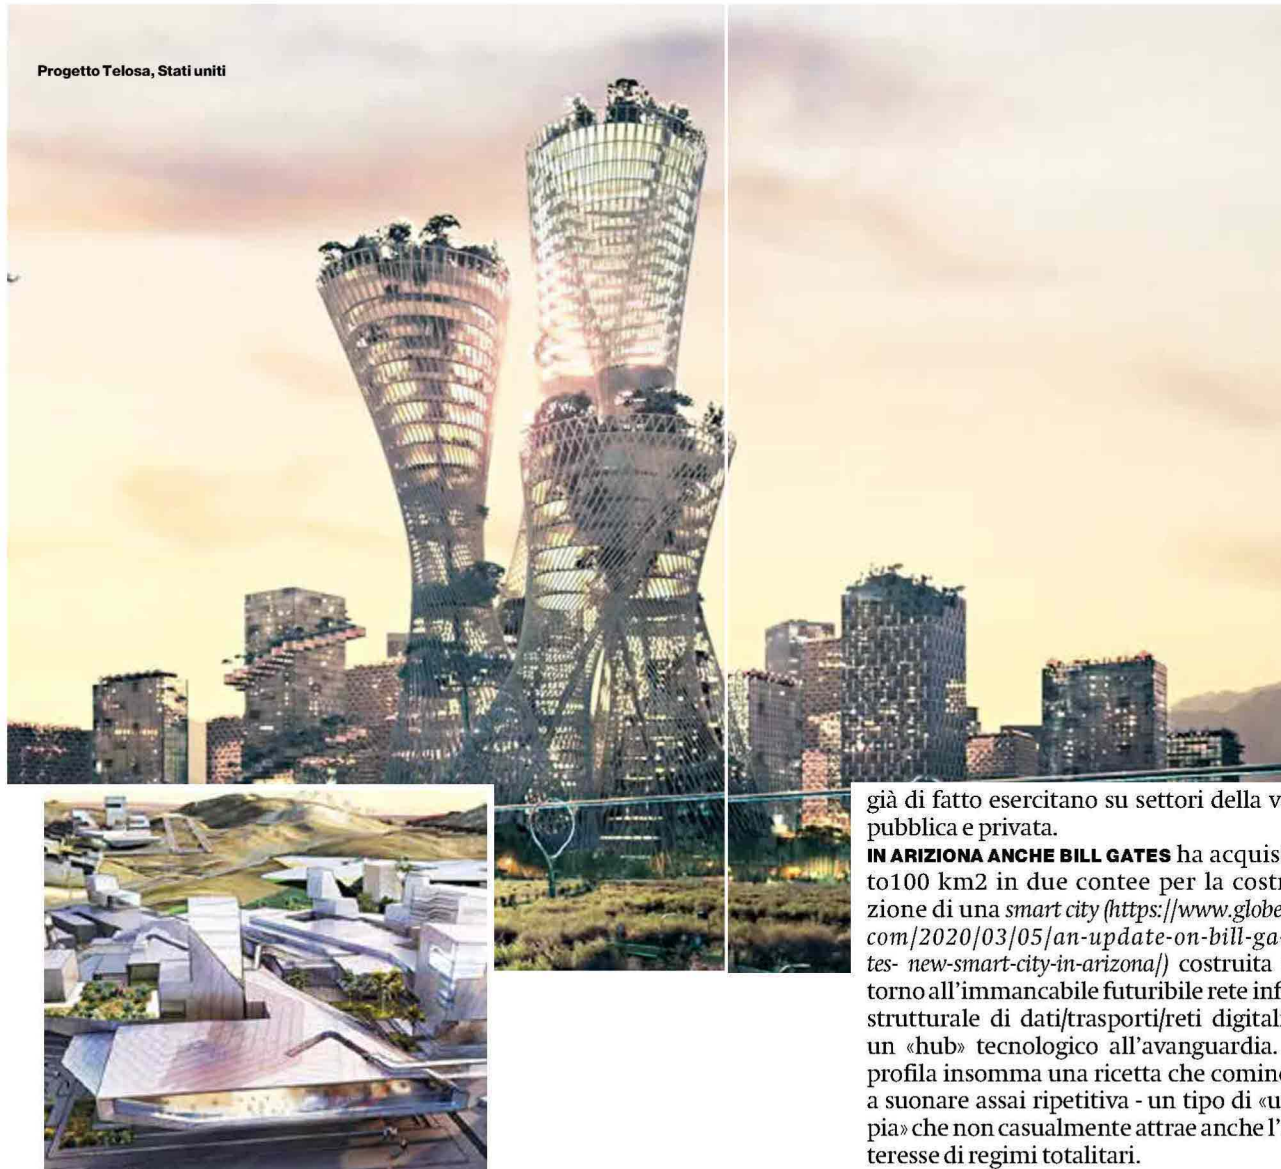 Progetto Telosa, Stati uniti
già di fatto esercitano su settori della v
pubblica e privata.
IN ARIZIONA ANCHE BILL GATES ha acquis
to100 km2 in due contee per la costr
zione di una smart city (https://www.globe
com/2020/03/05/an-update-on-bill-ga-
tes- new-smart-city-in-arizona/) costruita
torno all'immancabile futuribile rete inf
strutturale di dati/trasporti/reti digital
un «hub» tecnologico all'avanguardia.
profila insomma una ricetta che cominc
a suonare assai ripetitiva - un tipo di «u
pia» che non casualmente attrae anche l'
teresse di regimi totalitari.